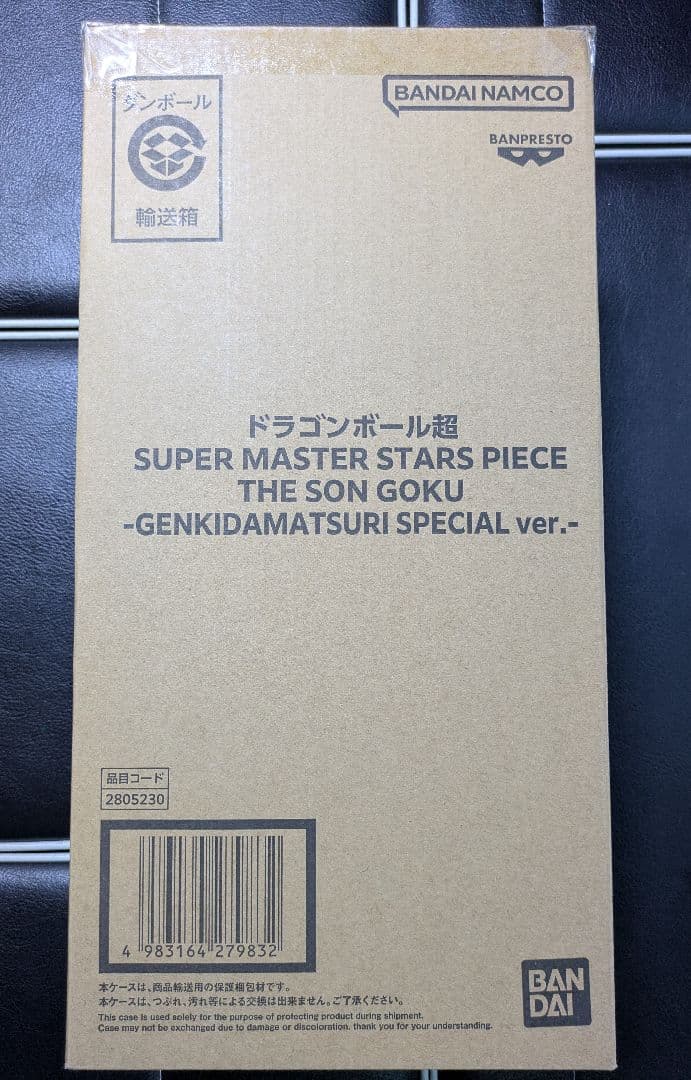 ダンボール
輸送箱
BANDAI NAMCO
BANPRESTO
ドラゴンボール超
SUPER MASTER STARS PIECE
THE SON GOKU
-GENKIDAMATSURI SPECIAL ver.-
品目コード
2805230
4 983164 279832
本ケースは、商品輸送用の保護梱包材です。
本ケースは、つぶれ、汚れ等による交換は出来ません。ご了承ください。
This case is used solely for the purpose of protecting product during shipment.
Case may not be exchanged due to damage or discoloration. thank you for your understanding.
BAN
DAI